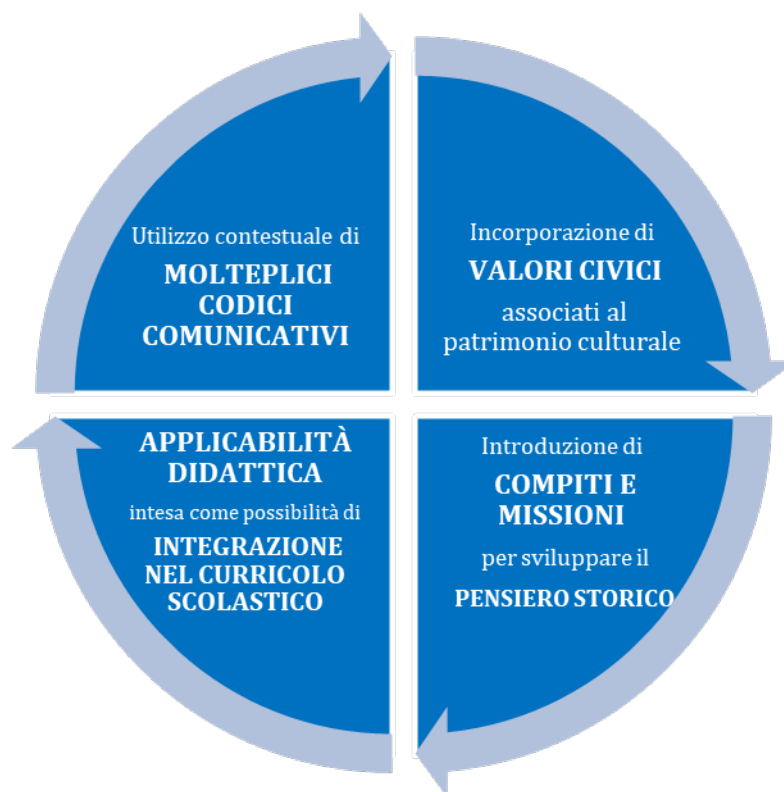 Utilizzo contestuale di
MOLTEPLICI
CODICI
COMUNICATIVI
Incorporazione di
VALORI CIVICI
associati al
patrimonio culturale
APPLICABILITÀ
DIDATTICA
intesa come possibilità di
INTEGRAZIONE
NEL CURRICOLO
SCOLASTICO
Introduzione di
COMPITI E
MISSIONI
per sviluppare il
PENSIERO STORICO